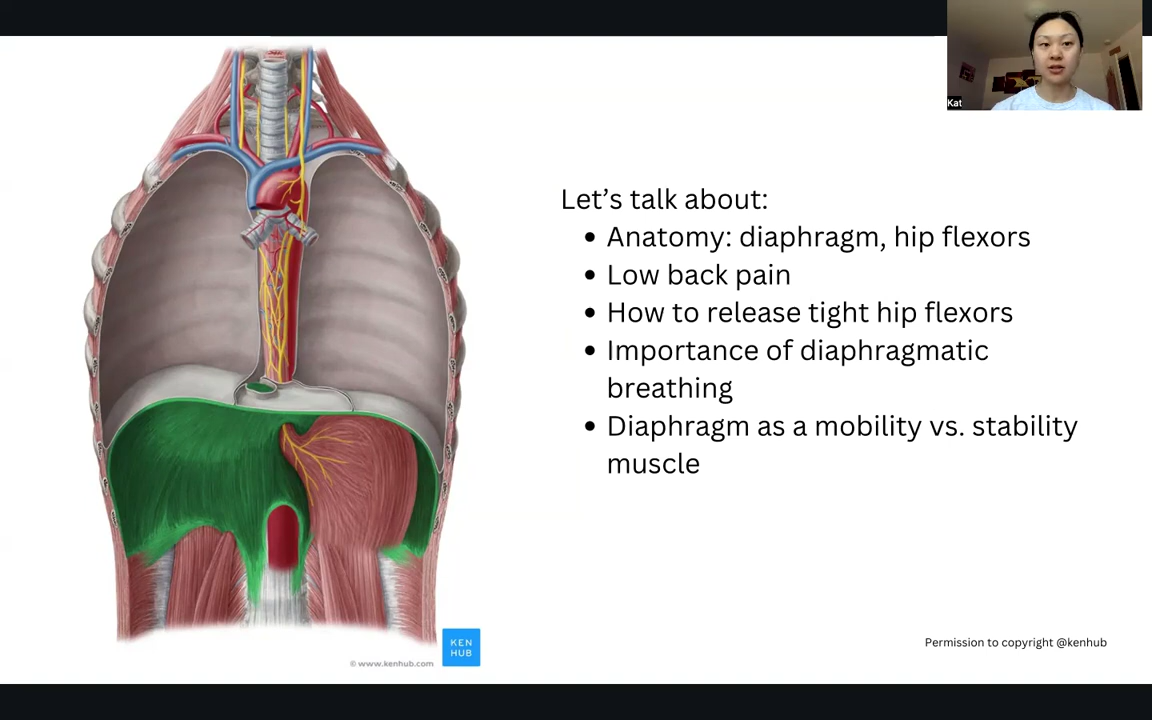 Kat
Let’s talk about:
• Anatomy: diaphragm, hip flexors
• Low back pain
• How to release tight hip flexors
• Importance of diaphragmatic
breathing
• Diaphragm as a mobility vs. stability
muscle
KEN
HUB
© www.kenhub.com
Permission to copyright @kenhub